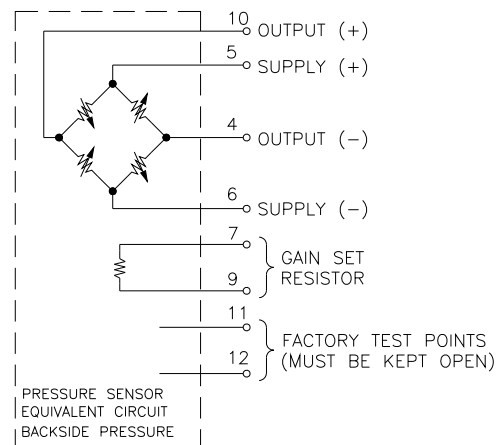 10 OUTPUT (+)
5 SUPPLY (+)
4 OUTPUT (−)
6 SUPPLY (−)
7
GAIN SET
RESISTOR
9
11
FACTORY TEST POINTS
(MUST BE KEPT OPEN)
12
PRESSURE SENSOR
EQUIVALENT CIRCUIT
BACKSIDE PRESSURE